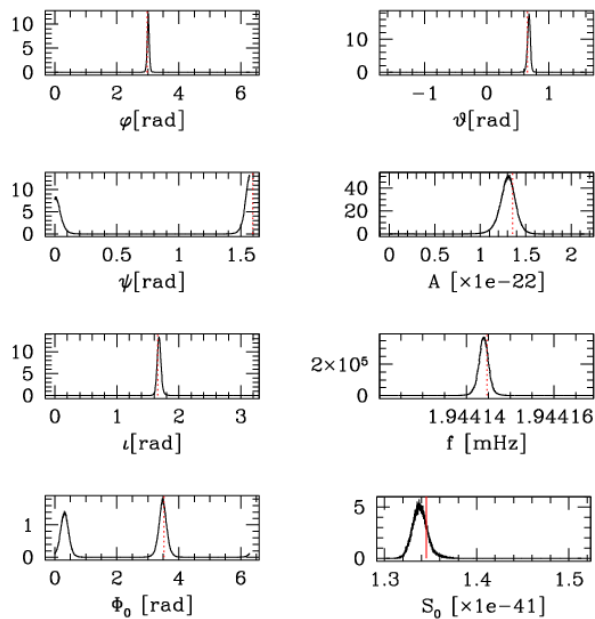 10
5
0
0 2 4 6
φ[rad]
10
0
−1 0 1
ϑ[rad]
10
5
0
0 0.5 1 1.5
ψ[rad]
40
20
0
0 0.5 1 1.5 2
A [×1e−22]
10
5
0
0 1 2 3
ι[rad]
2×10⁵
0
1.94414 1.94416
f [mHz]
1
0
0 2 4 6
Φ₀ [rad]
5
0
1.3 1.4 1.5
S₀ [×1e−41]